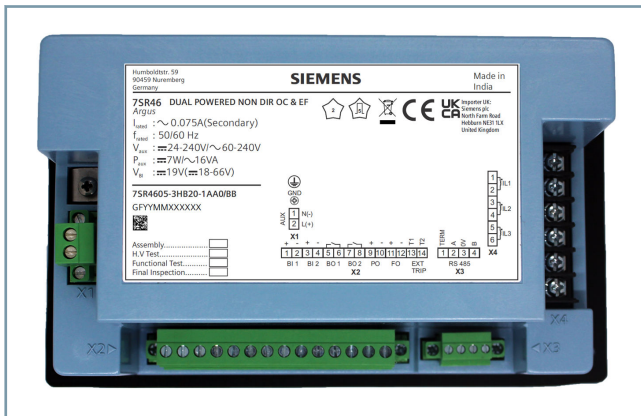 Humboldtstr. 59
90459 Nuremberg
Germany
SIEMENS
Made in
India
7SR46 DUAL POWERED NON DIR OC & EF
Argus
Irated : ∼ 0.075A(Secondary)
frated : 50/60 Hz
Vaux : ⎓24-240V/∼60-240V
Paux : ⎓7W/∼16VA
VBI : ⎓19V(⎓18-66V)
2
5
CE
UK
CA
Importer UK:
Siemens plc
North Farm Road
Hebburn NE31 1LX
United Kingdom
7SR4605-3HB20-1AA0/BB
GFYYMMXXXXXX
Assembly
H.V Test
Functional Test
Final Inspection
GND
AUX
1 N(-)
2 L(+)
X1
+ - + - + - + - T1 T2
1 2 3 4 5 6 7 8 9 10 11 12 13 14
BI 1 BI 2 BO 1 BO 2 PO FO EXT
TRIP
X2
TERM A 0V B
1 2 3 4
RS 485
X3
1
2
IL1
3
4
IL2
5
6
IL3
X4
X1
X2
X3
X4